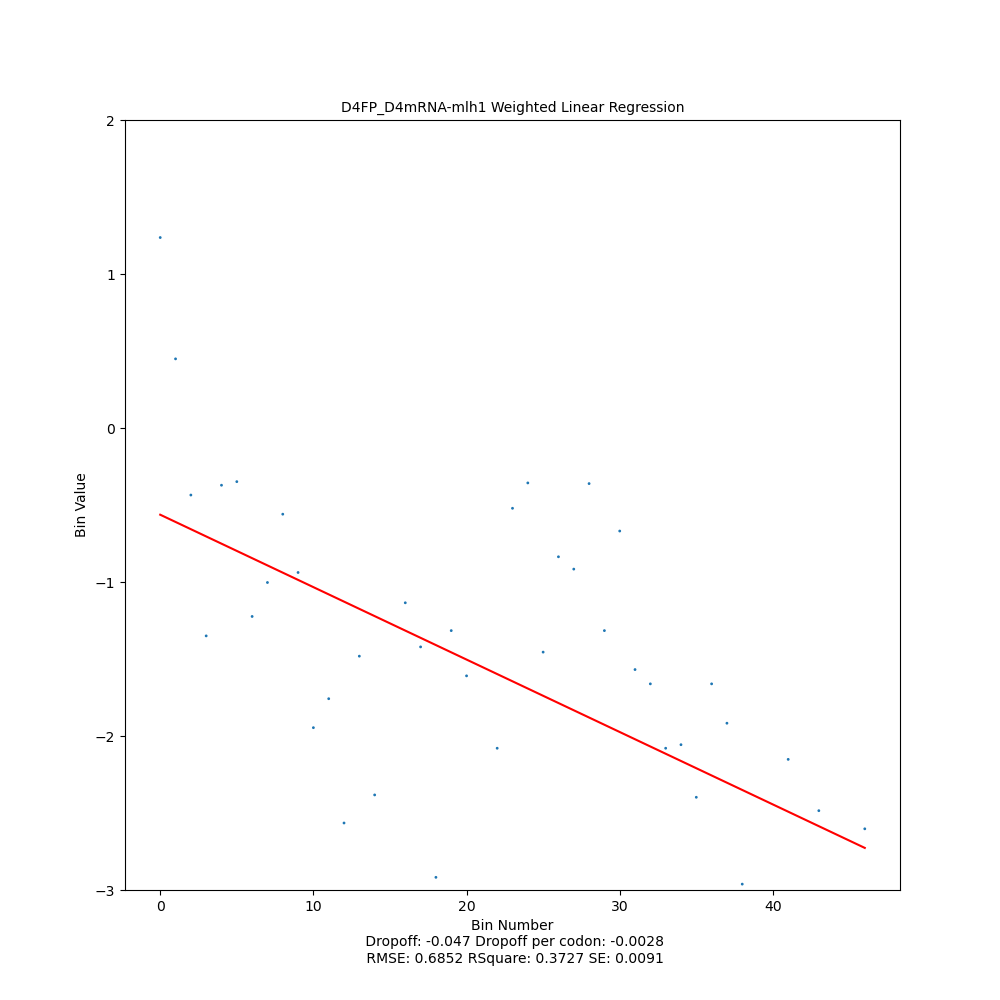 D4FP_D4mRNA-mlh1 Weighted Linear Regression
2
1
0
−1
−2
−3
Bin Value
0 10 20 30 40
Bin Number
Dropoff: -0.047 Dropoff per codon: -0.0028
RMSE: 0.6852 RSquare: 0.3727 SE: 0.0091